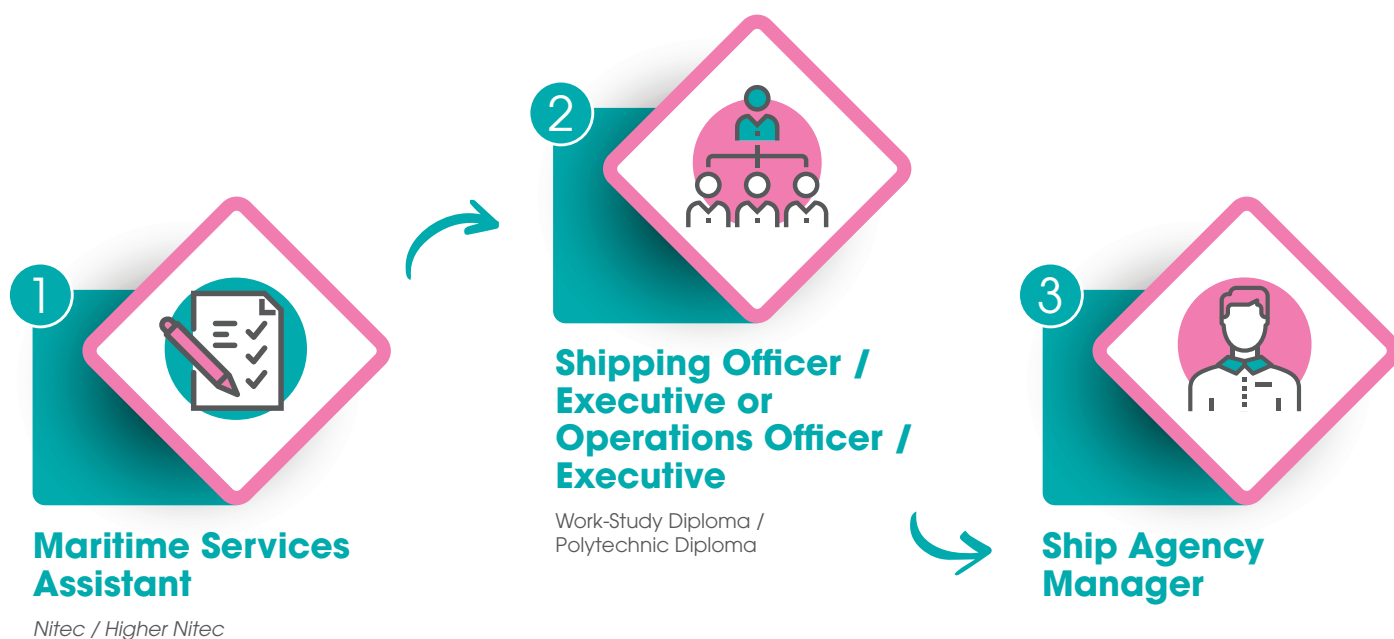 1
Maritime Services
Assistant
Nitec / Higher Nitec
2
Shipping Officer /
Executive or
Operations Officer /
Executive
Work-Study Diploma /
Polytechnic Diploma
3
Ship Agency
Manager